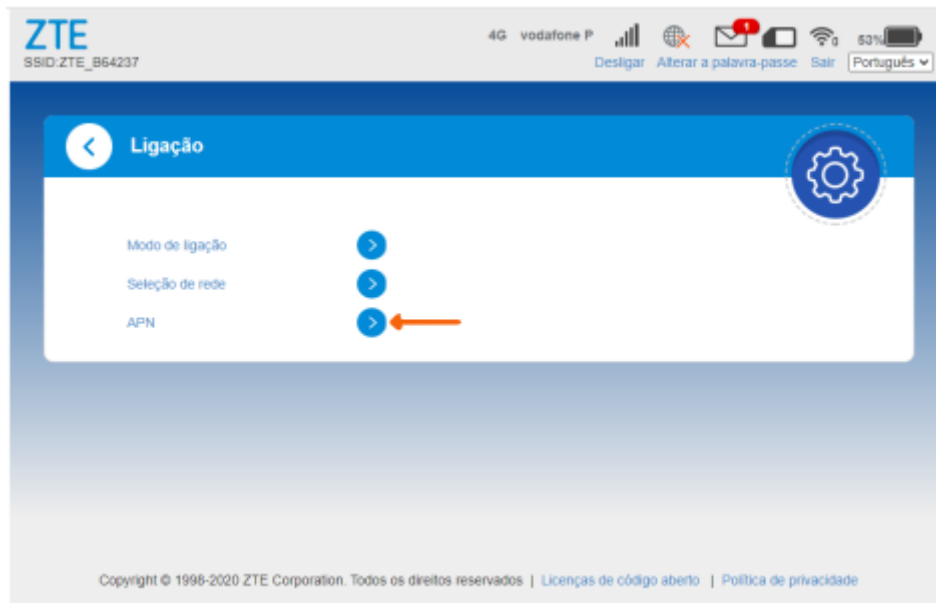 ZTE
SSID:ZTE_B64237
4G vodafone P
1
0
53%
Desligar Alterar a palavra-passe Sair Português
Ligação
Modo de ligação
Seleção de rede
APN
Copyright © 1998-2020 ZTE Corporation. Todos os direitos reservados | Licenças de código aberto | Política de privacidade